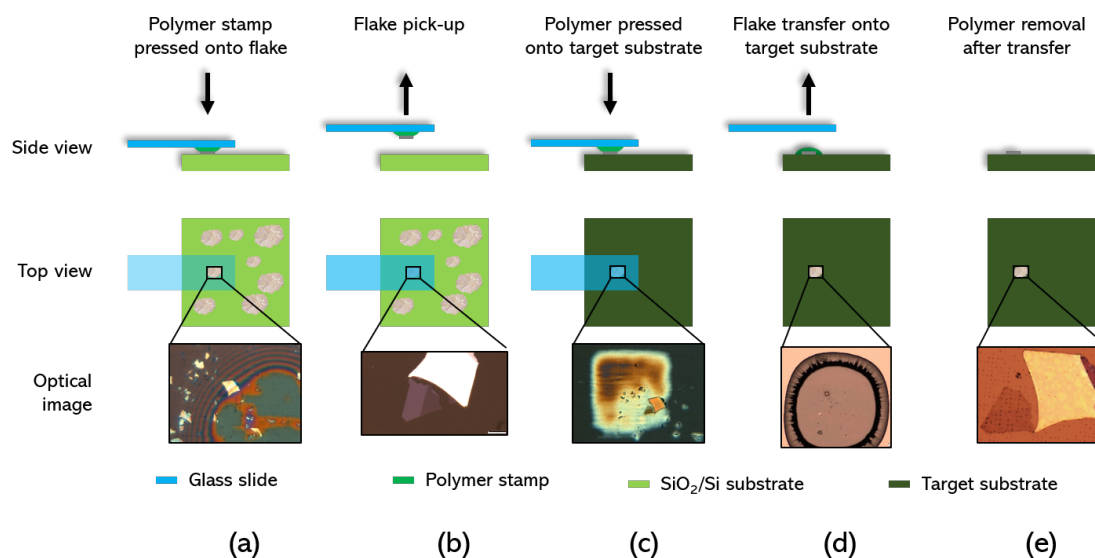 Polymer stamp
pressed onto flake
Flake pick-up
Polymer pressed
onto target substrate
Flake transfer onto
target substrate
Polymer removal
after transfer
Side view
Top view
Optical
image
Glass slide
Polymer stamp
SiO₂/Si substrate
Target substrate
(a)
(b)
(c)
(d)
(e)